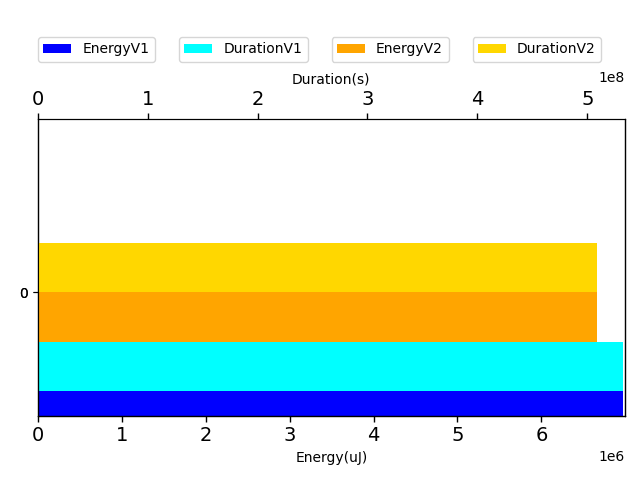 EnergyV1 DurationV1 EnergyV2 DurationV2
Duration(s) 1e8
0 1 2 3 4 5
0
0 1 2 3 4 5 6
Energy(uJ) 1e6